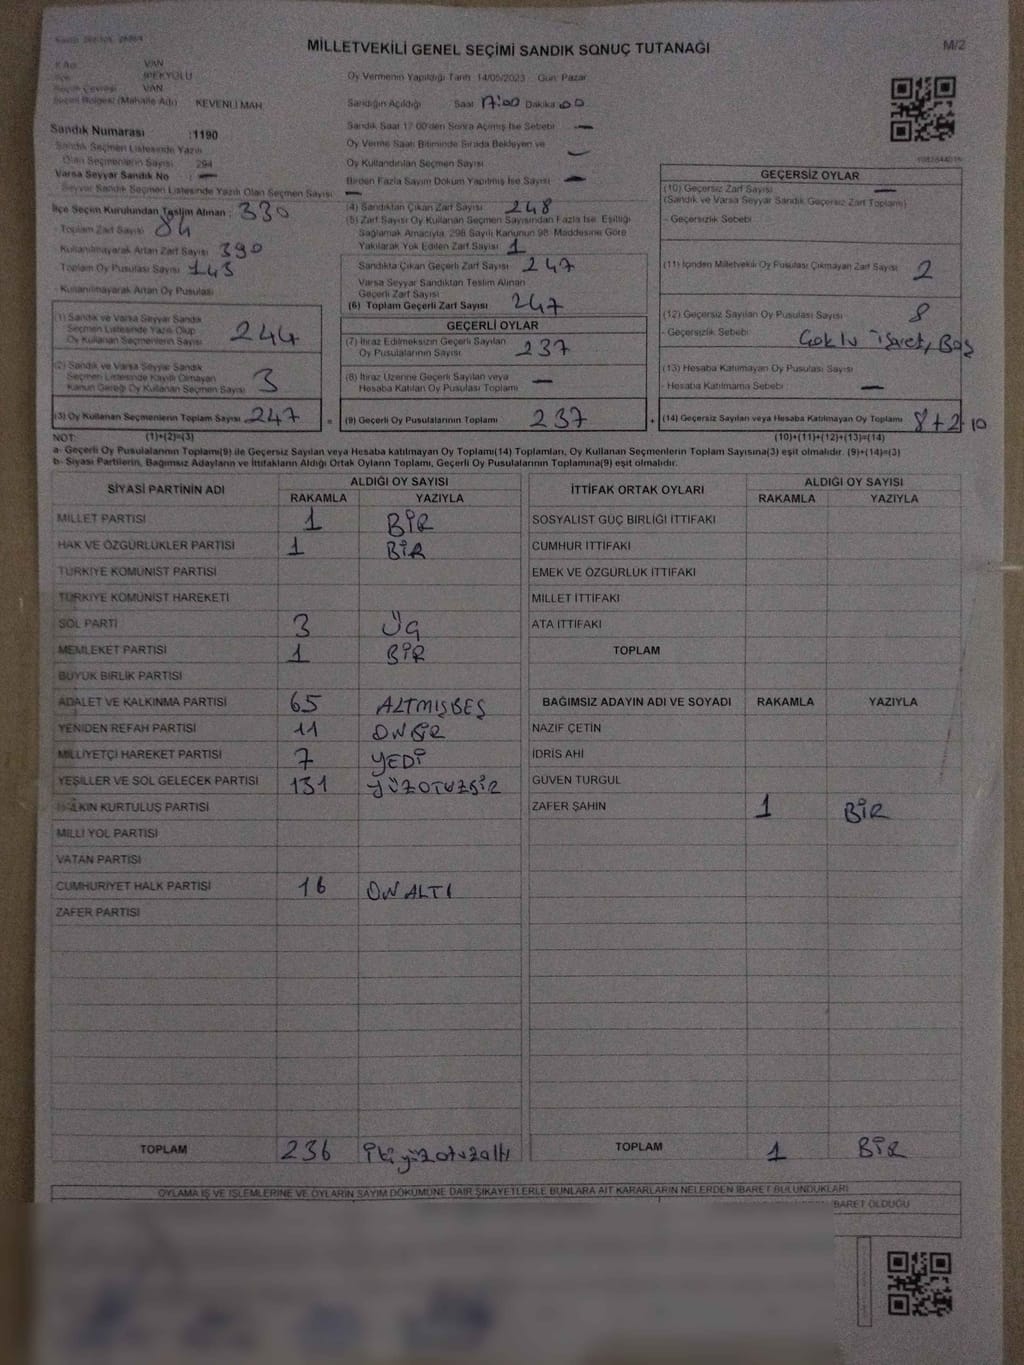 MİLLETVEKİLİ GENEL SEÇİMİ SANDIK SONUÇ TUTANAĞI
M/2
VAN
İPEKYOLU
VAN
Seçim Bölgesi (Mahalle Adı) KEVENLİ MAH
Sandık Numarası :1190
Sandık Seçmen Listesinde Yazılı
Olan Seçmenlerin Sayısı 294
Varsa Seyyar Sandık No : —
Seyyar Sandık Seçmen Listesinde Yazılı Olan Seçmen Sayısı —
Oy Vermenin Yapıldığı Tarih 14/05/2023 Gün: Pazar
Sandığın Açıldığı Saat 17:00 Dakika 00
Sandık Saat 17:00'den Sonra Açılmış İse Sebebi —
Oy Verme Saati Bitiminde Sırada Bekleyen ve
Oy Kullandırılan Seçmen Sayısı —
Birden Fazla Sayım Döküm Yapılmış İse Sayısı —
İlçe Seçim Kurulundan Teslim Alınan : 330
- Toplam Zarf Sayısı 84
- Kullanılmayarak Artan Zarf Sayısı 390
Toplam Oy Pusulası Sayısı 143
- Kullanılmayarak Artan Oy Pusulası
(1) Sandık ve Varsa Seyyar Sandık
Seçmen Listesinde Yazılı Olup
Oy Kullanan Seçmenlerin Sayısı 244
(2) Sandık ve Varsa Seyyar Sandık
Seçmen Listesinde Kayıtlı Olmayan
Kanun Gereği Oy Kullanan Seçmen Sayısı 3
(3) Oy Kullanan Seçmenlerin Toplam Sayısı 247
(4) Sandıktan Çıkan Zarf Sayısı 248
(5) Zarf Sayısı Oy Kullanan Seçmen Sayısından Fazla İse, Eşitliği
Sağlamak Amacıyla, 298 Sayılı Kanunun 98. Maddesine Göre
Yakılarak Yok Edilen Zarf Sayısı 1
Sandıkta Çıkan Geçerli Zarf Sayısı 247
Varsa Seyyar Sandıktan Teslim Alınan
Geçerli Zarf Sayısı
(6) Toplam Geçerli Zarf Sayısı 247
GEÇERLİ OYLAR
(7) İtiraz Edilmeksizin Geçerli Sayılan
Oy Pusulalarının Sayısı 237
(8) İtiraz Üzerine Geçerli Sayılan veya
Hesaba Katılan Oy Pusulası Toplamı —
= (9) Geçerli Oy Pusulalarının Toplamı 237
GEÇERSİZ OYLAR
(10) Geçersiz Zarf Sayısı —
(Sandık ve Varsa Seyyar Sandık Geçersiz Zarf Toplamı)
- Geçersizlik Sebebi
(11) İçinden Milletvekili Oy Pusulası Çıkmayan Zarf Sayısı 2
(12) Geçersiz Sayılan Oy Pusulası Sayısı 8
- Geçersizlik Sebebi Çoklu İşaret, Boş
(13) Hesaba Katılmayan Oy Pusulası Sayısı
- Hesaba Katılmama Sebebi —
+ (14) Geçersiz Sayılan veya Hesaba Katılmayan Oy Toplamı 8+2 10
NOT: (1)+(2)=(3) (10)+(11)+(12)+(13)=(14)
a- Geçerli Oy Pusulalarının Toplamı(9) ile Geçersiz Sayılan veya Hesaba katılmayan Oy Toplamı(14) Toplamları, Oy Kullanan Seçmenlerin Toplam Sayısına(3) eşit olmalıdır. (9)+(14)=(3)
b- Siyasi Partilerin, Bağımsız Adayların ve İttifakların Aldığı Ortak Oyların Toplamı, Geçerli Oy Pusulalarının Toplamına(9) eşit olmalıdır.
SİYASİ PARTİNİN ADI ALDIĞI OY SAYISI
RAKAMLA YAZIYLA
MİLLET PARTİSİ 1 BİR
HAK VE ÖZGÜRLÜKLER PARTİSİ 1 BİR
TÜRKİYE KOMÜNİST PARTİSİ
TÜRKİYE KOMÜNİST HAREKETİ
SOL PARTİ 3 ÜÇ
MEMLEKET PARTİSİ 1 BİR
BÜYÜK BİRLİK PARTİSİ
ADALET VE KALKINMA PARTİSİ 65 ALTMIŞBEŞ
YENİDEN REFAH PARTİSİ 11 ONBİR
MİLLİYETÇİ HAREKET PARTİSİ 7 YEDİ
YEŞİLLER VE SOL GELECEK PARTİSİ 131 YÜZOTUZBİR
HALKIN KURTULUŞ PARTİSİ
MİLLİ YOL PARTİSİ
VATAN PARTİSİ
CUMHURİYET HALK PARTİSİ 16 ONALTI
ZAFER PARTİSİ
TOPLAM 236 İkiyüzotuzaltı
İTTİFAK ORTAK OYLARI ALDIĞI OY SAYISI
RAKAMLA YAZIYLA
SOSYALİST GÜÇ BİRLİĞİ İTTİFAKI
CUMHUR İTTİFAKI
EMEK VE ÖZGÜRLÜK İTTİFAKI
MİLLET İTTİFAKI
ATA İTTİFAKI
TOPLAM
BAĞIMSIZ ADAYIN ADI VE SOYADI RAKAMLA YAZIYLA
NAZİF ÇETİN
İDRİS AHİ
GÜVEN TURGUL
ZAFER ŞAHİN 1 BİR
TOPLAM 1 BİR
OYLAMA İŞ VE İŞLEMLERİNE VE OYLARIN SAYIM DÖKÜMÜNE DAİR ŞİKAYETLERLE BUNLARA AİT KARARLARIN NELERDEN İBARET BULUNDUKLARI
İBARET OLDUĞU